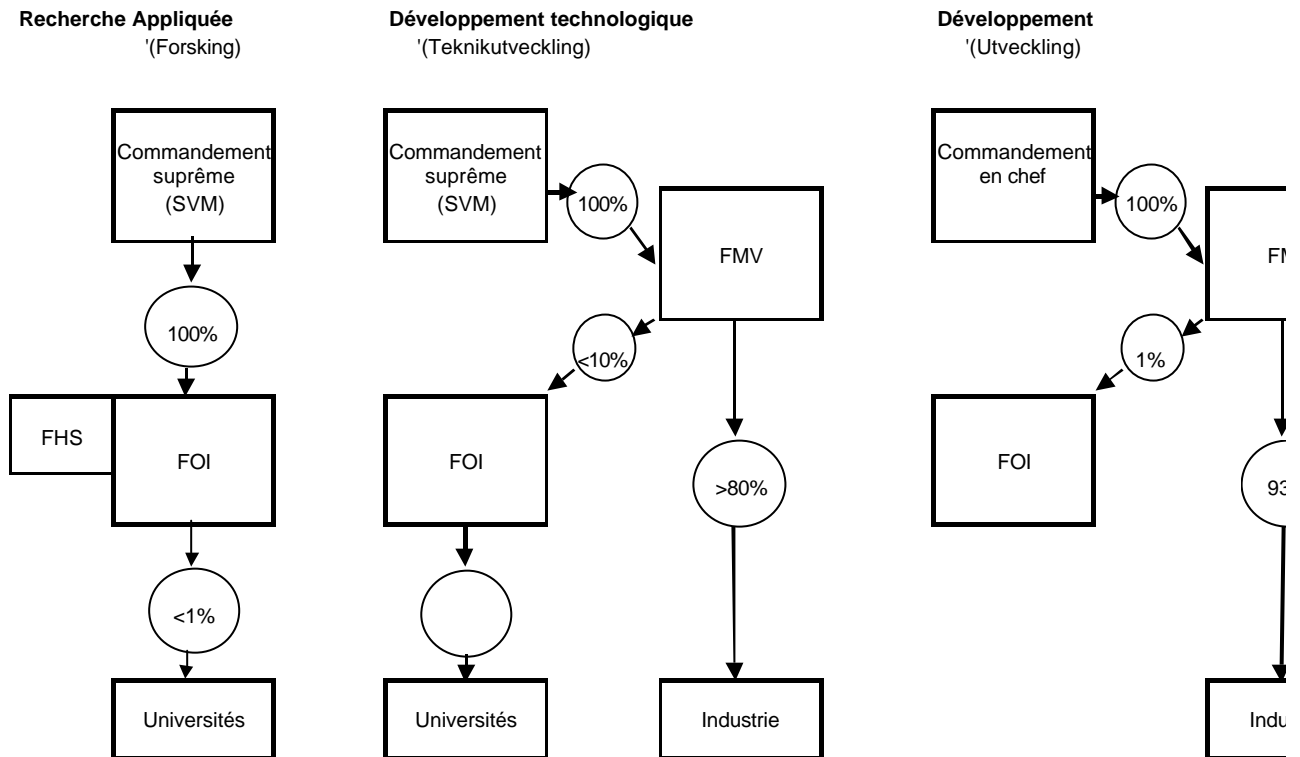 Recherche Appliquée
'(Forsking)
Développement technologique
'(Teknikutveckling)
Développement
'(Utveckling)
Commandement
suprême
(SVM)
100%
FHS
FOI
<1%
Universités
Commandement
suprême
(SVM)
100%
FMV
<10%
FOI
>80%
Universités
Industrie
Commandement
en chef
100%
1%
FOI
93